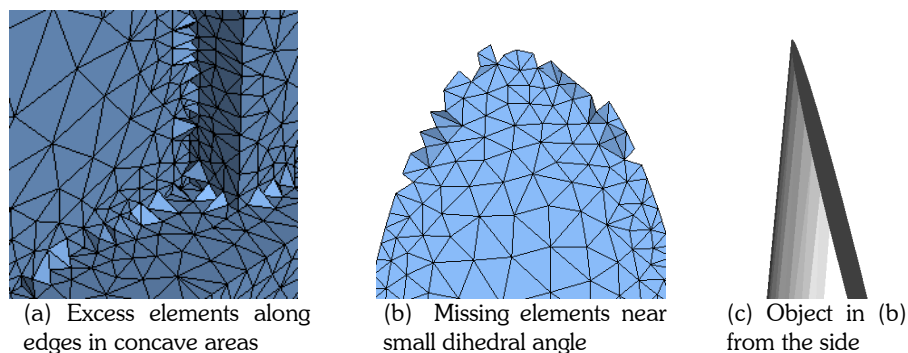 (a) Excess elements along
edges in concave areas
(b) Missing elements near
small dihedral angle
(c) Object in (b)
from the side